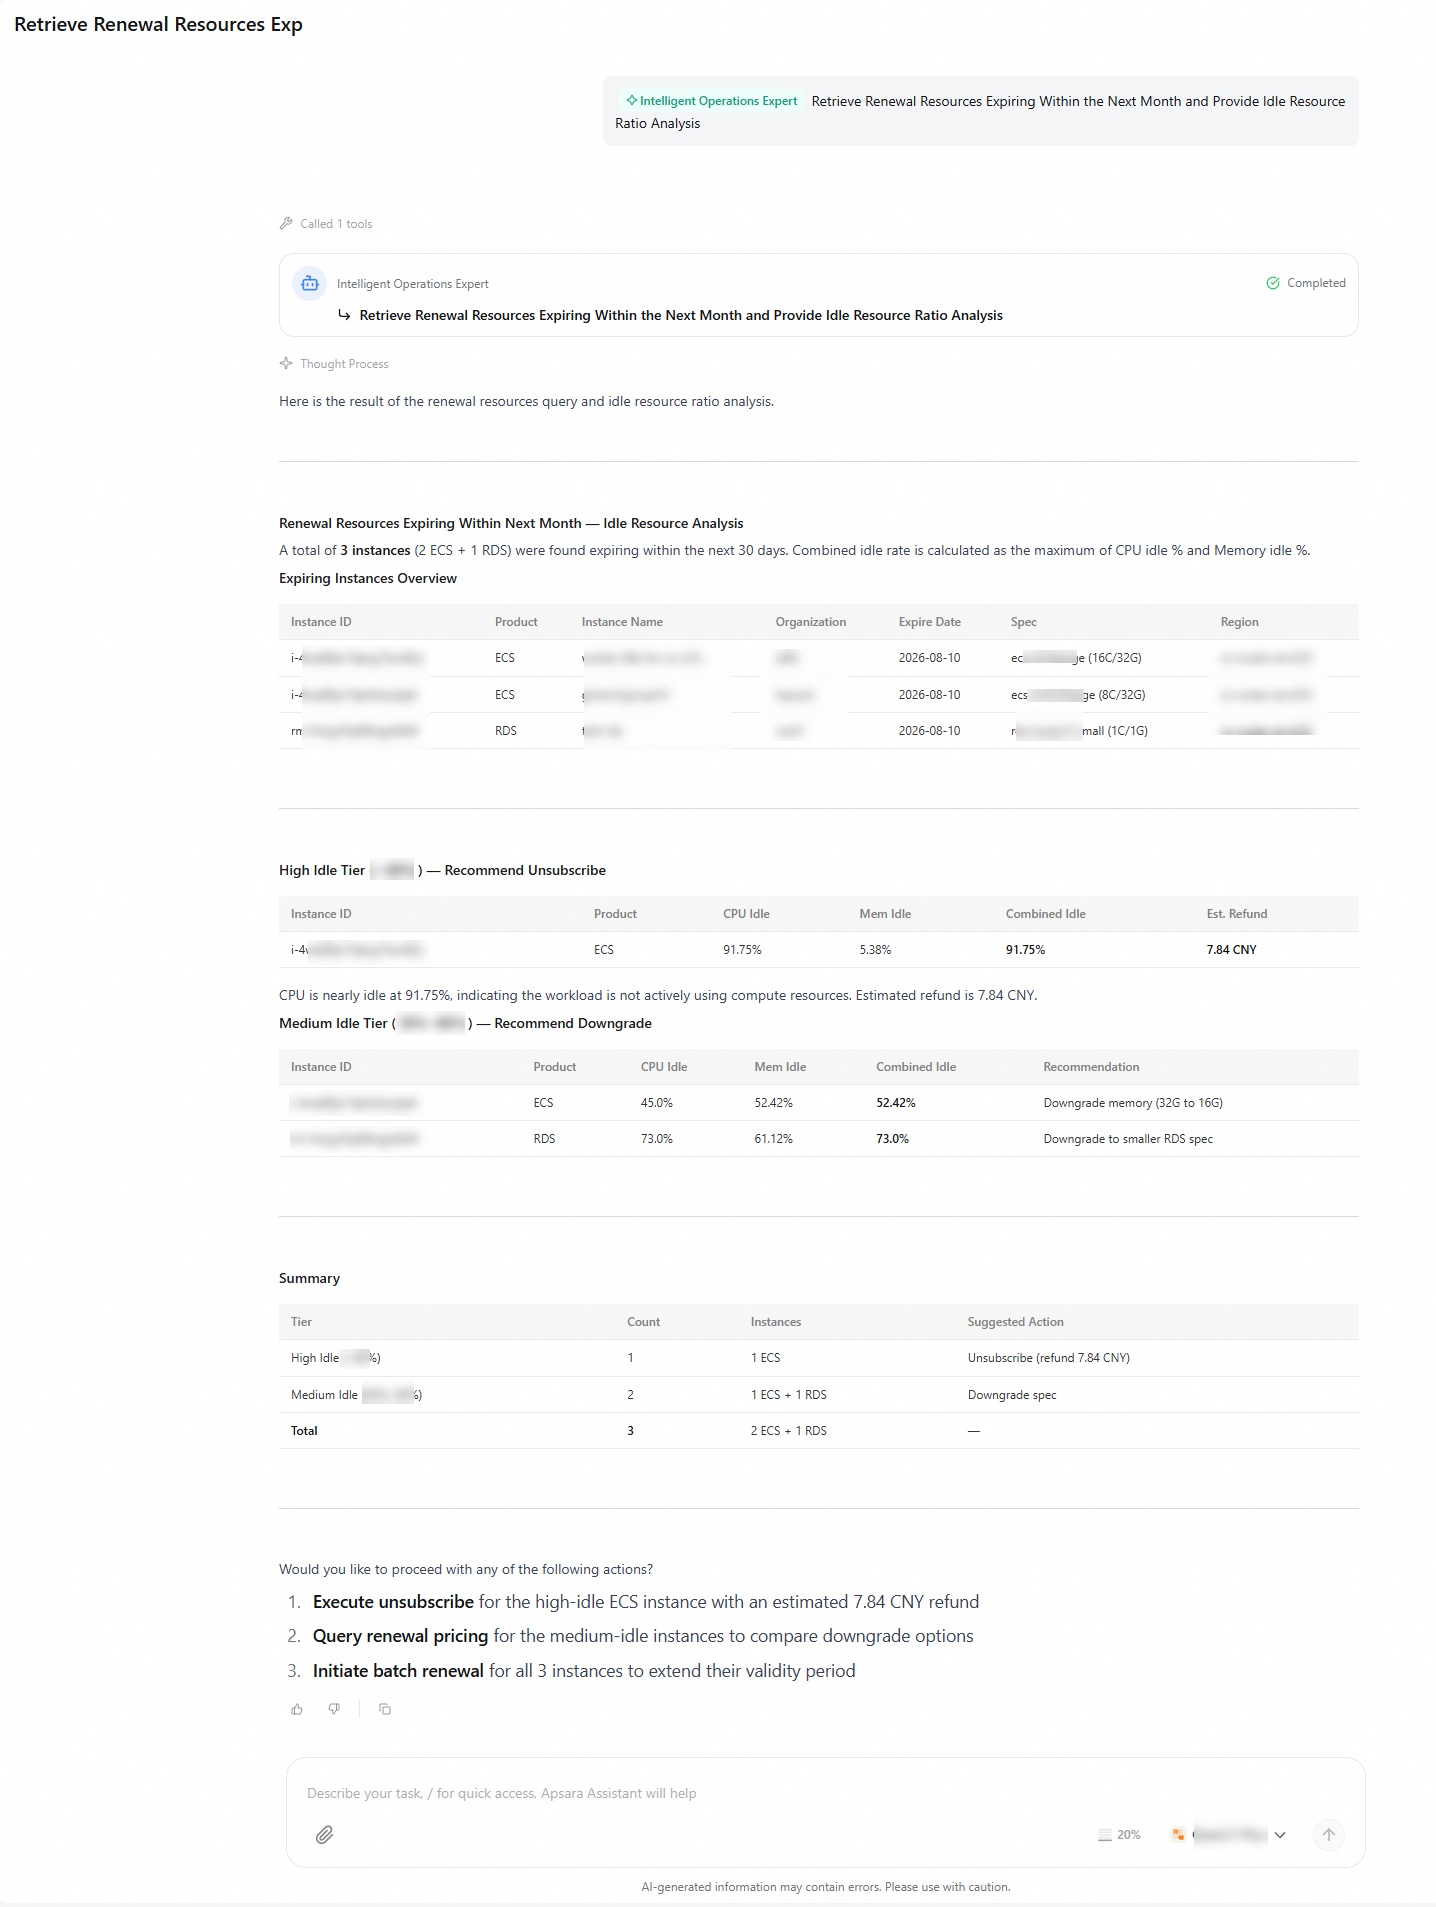 Retrieve Renewal Resources Exp
Intelligent Operations Expert Retrieve Renewal Resources Expiring Within the Next Month and Provide Idle Resource
Ratio Analysis
Called 1 tools
Intelligent Operations Expert Completed
Retrieve Renewal Resources Expiring Within the Next Month and Provide Idle Resource Ratio Analysis
Thought Process
Here is the result of the renewal resources query and idle resource ratio analysis.
Renewal Resources Expiring Within Next Month — Idle Resource Analysis
A total of 3 instances (2 ECS + 1 RDS) were found expiring within the next 30 days. Combined idle rate is calculated as the maximum of CPU idle % and Memory idle %.
Expiring Instances Overview
Instance ID Product Instance Name Organization Expire Date Spec Region
ECS 2026-08-10 (16C/32G)
ECS 2026-08-10 (8C/32G)
RDS 2026-08-10 (1C/1G)
High Idle Tier ) — Recommend Unsubscribe
Instance ID Product CPU Idle Mem Idle Combined Idle Est. Refund
ECS 91.75% 5.38% 91.75% 7.84 CNY
CPU is nearly idle at 91.75%, indicating the workload is not actively using compute resources. Estimated refund is 7.84 CNY.
Medium Idle Tier ( ) — Recommend Downgrade
Instance ID Product CPU Idle Mem Idle Combined Idle Recommendation
ECS 45.0% 52.42% 52.42% Downgrade memory (32G to 16G)
RDS 73.0% 61.12% 73.0% Downgrade to smaller RDS spec
Summary
Tier Count Instances Suggested Action
High Idle %) 1 1 ECS Unsubscribe (refund 7.84 CNY)
Medium Idle %) 2 1 ECS + 1 RDS Downgrade spec
Total 3 2 ECS + 1 RDS —
Would you like to proceed with any of the following actions?
1. Execute unsubscribe for the high-idle ECS instance with an estimated 7.84 CNY refund
2. Query renewal pricing for the medium-idle instances to compare downgrade options
3. Initiate batch renewal for all 3 instances to extend their validity period
Describe your task, / for quick access, Apsara Assistant will help
20%
AI-generated information may contain errors. Please use with caution.